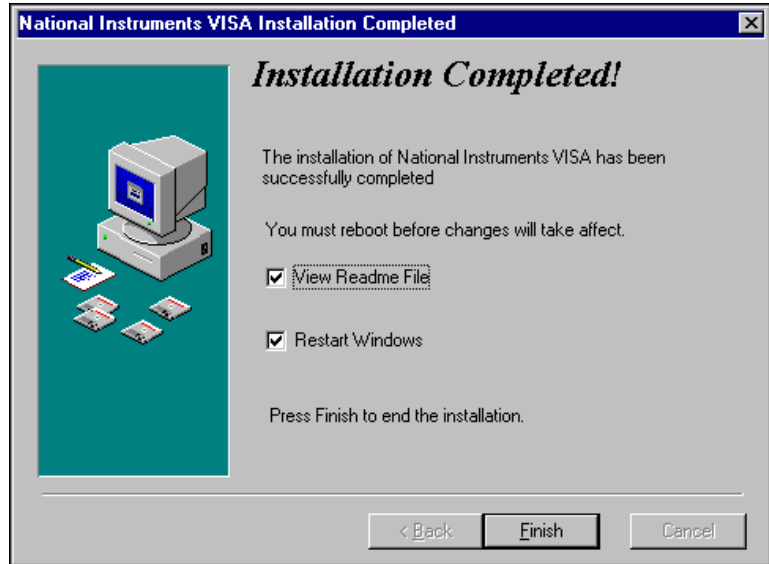 National Instruments VISA Installation Completed
Installation Completed!
The installation of National Instruments VISA has been
successfully completed
You must reboot before changes will take affect.
View Readme File
Restart Windows
Press Finish to end the installation.
< Back
Finish
Cancel